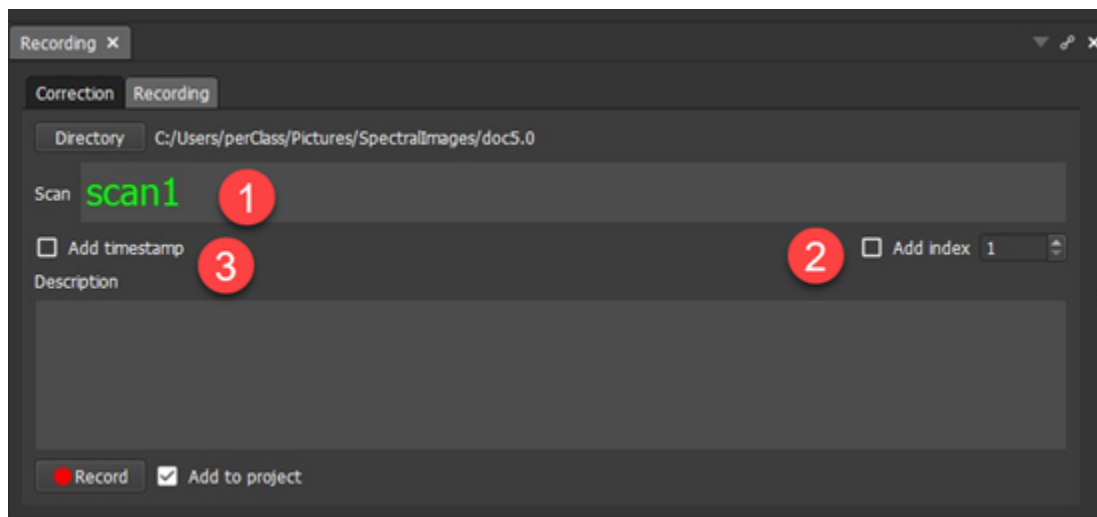 Recording
Correction Recording
Directory C:/Users/perClass/Pictures/SpectralImages/doc5.0
Scan scan1 1
Add timestamp 3 2 Add index 1
Description
Record Add to project